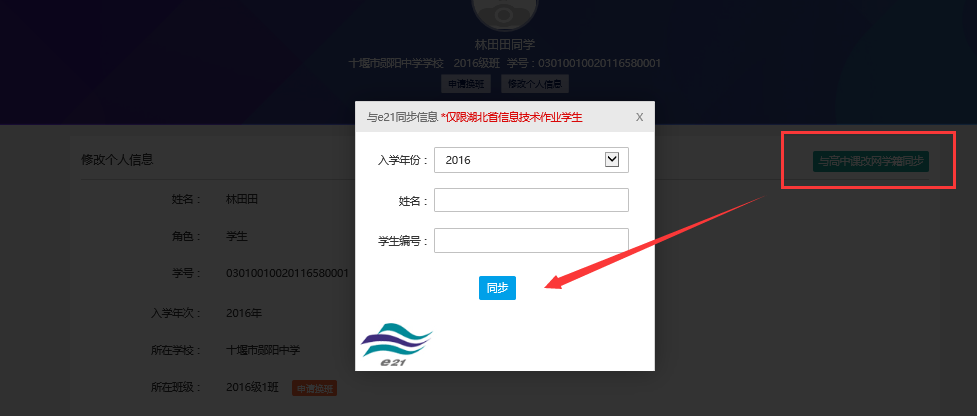 林田田同学
十堰市郧阳中学学校 2016级班 学号：03010010020116580001
申请换班 修改个人信息
与e21同步信息 *仅限湖北省信息技术作业学生 X
入学年份： 2016
姓名：
学生编号：
同步
e21
修改个人信息
与高中课改网学籍同步
姓名： 林田田
角色： 学生
学号： 03010010020116580001
入学年次： 2016年
所在学校： 十堰市郧阳中学
所在班级： 2016级1班 申请换班